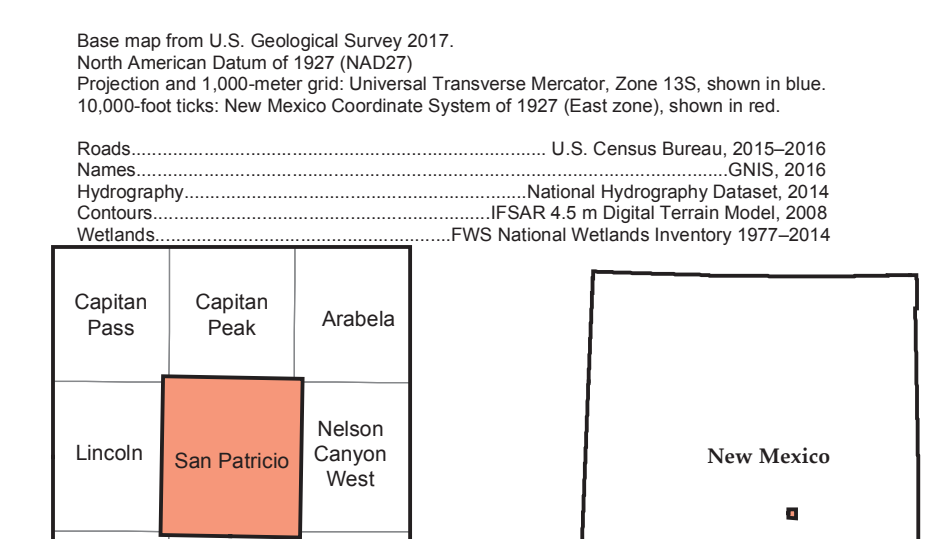 Base map from U.S. Geological Survey 2017.
North American Datum of 1927 (NAD27)
Projection and 1,000-meter grid: Universal Transverse Mercator, Zone 13S, shown in blue.
10,000-foot ticks: New Mexico Coordinate System of 1927 (East zone), shown in red.
Roads............................................................................... U.S. Census Bureau, 2015–2016
Names.................................................................................................................GNIS, 2016
Hydrography.................................................................National Hydrography Dataset, 2014
Contours................................................................IFSAR 4.5 m Digital Terrain Model, 2008
Wetlands........................................................FWS National Wetlands Inventory 1977–2014
Capitan
Pass
Capitan
Peak
Arabela
Lincoln
San Patricio
Nelson
Canyon
West
New Mexico